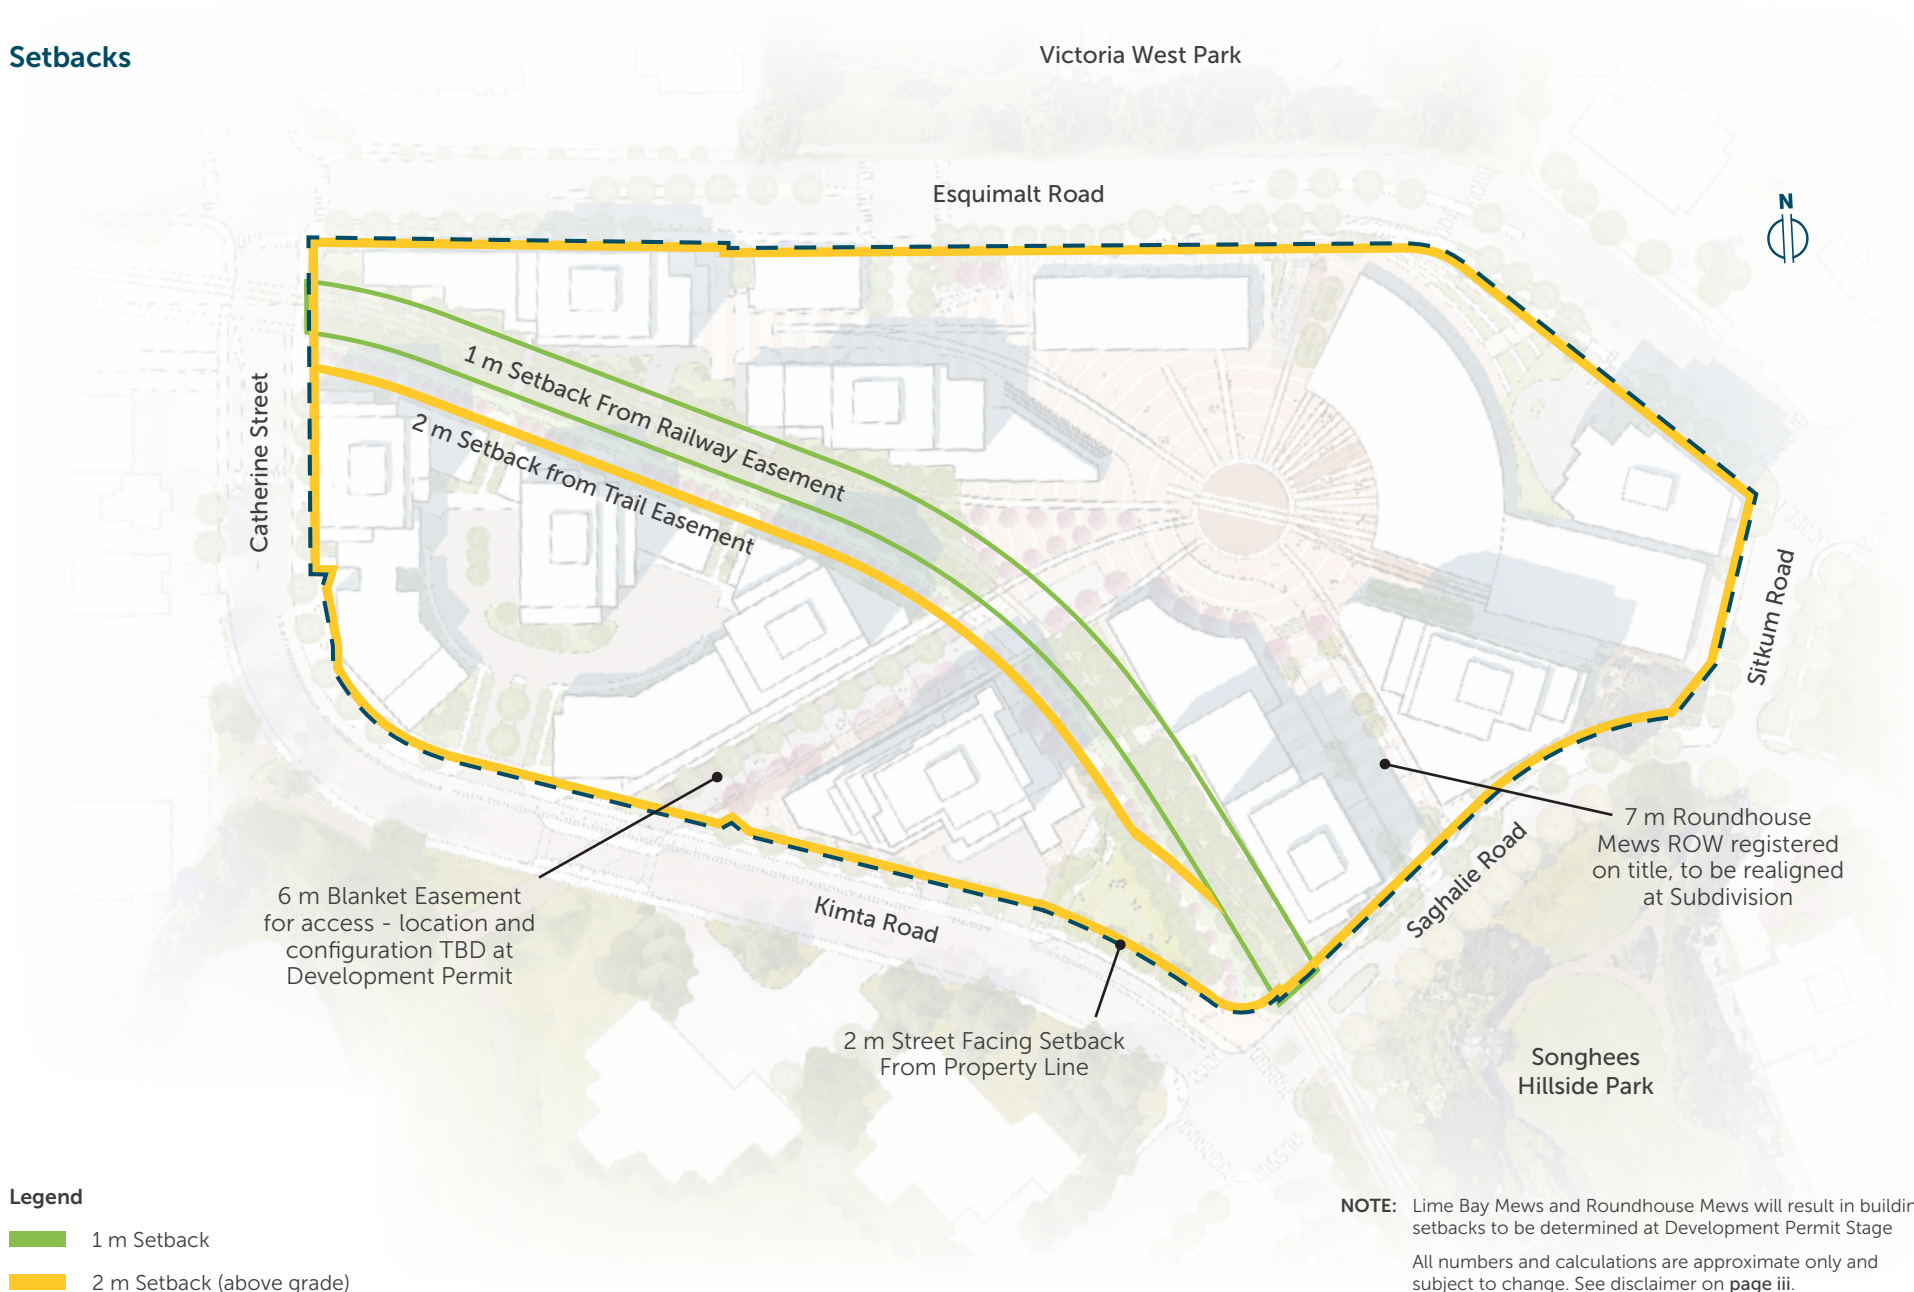 Setbacks
Victoria West Park
Esquimalt Road
N
Catherine Street
1 m Setback From Railway Easement
2 m Setback from Trail Easement
Sitkum Road
7 m Roundhouse
Mews ROW registered
on title, to be realigned
at Subdivision
Saghalie Road
6 m Blanket Easement
for access - location and
configuration TBD at
Development Permit
Kimta Road
2 m Street Facing Setback
From Property Line
Songhees
Hillside Park
Legend
1 m Setback
2 m Setback (above grade)
NOTE: Lime Bay Mews and Roundhouse Mews will result in buildin
setbacks to be determined at Development Permit Stage
All numbers and calculations are approximate only and
subject to change. See disclaimer on page iii.